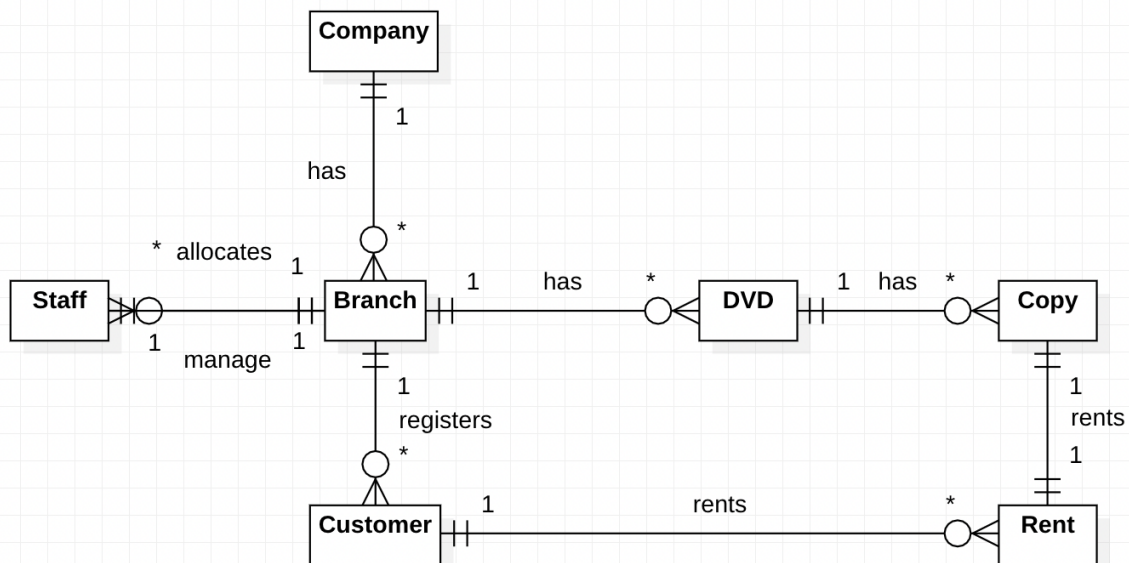 Company
1
has
*
* allocates 1
Staff
Branch
1 has *
DVD
1 has *
Copy
1 manage 1
1
registers
*
1
rents
1
Customer
1 rents *
Rent